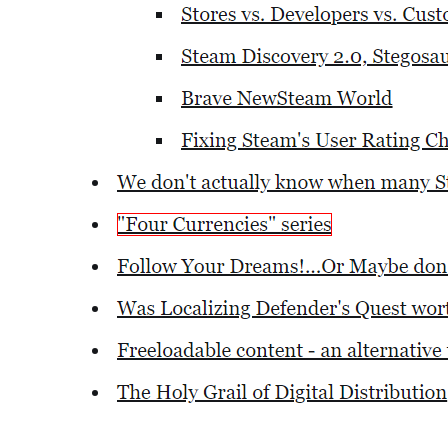 Stores vs. Developers vs. Custo
Steam Discovery 2.0, Stegosau
Brave NewSteam World
Fixing Steam's User Rating Ch
We don't actually know when many S
"Four Currencies" series
Follow Your Dreams!...Or Maybe don
Was Localizing Defender's Quest wort
Freeloadable content - an alternative
The Holy Grail of Digital Distribution